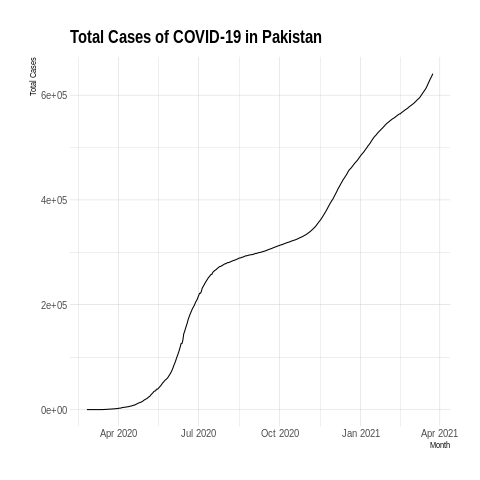 Total Cases of COVID-19 in Pakistan
Total Cases
6e+05
4e+05
2e+05
0e+00
Apr 2020 Jul 2020 Oct 2020 Jan 2021 Apr 2021
Month